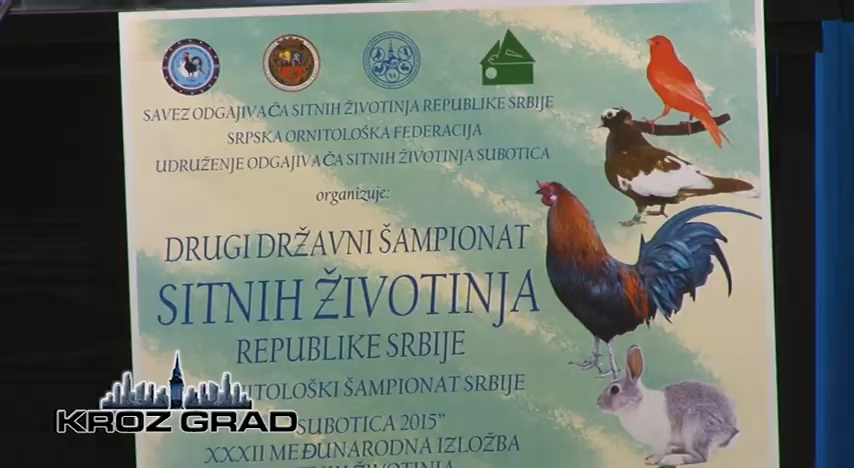 SAVEZ ODGAJIVAČA SITNIH ŽIVOTINJA REPUBLIKE SRBIJE
SRPSKA ORNITOLOŠKA FEDERACIJA
UDRUŽENJE ODGAJIVAČA SITNIH ŽIVOTINJA SUBOTICA
organizuje:
DRUGI DRŽAVNI ŠAMPIONAT
SITNIH ŽIVOTINJA
REPUBLIKE SRBIJE
ŠAMPIONAT SRBIJE
SUBOTICA 2015"
XXXII MEĐUNARODNA IZLOŽBA
KROZ GRAD